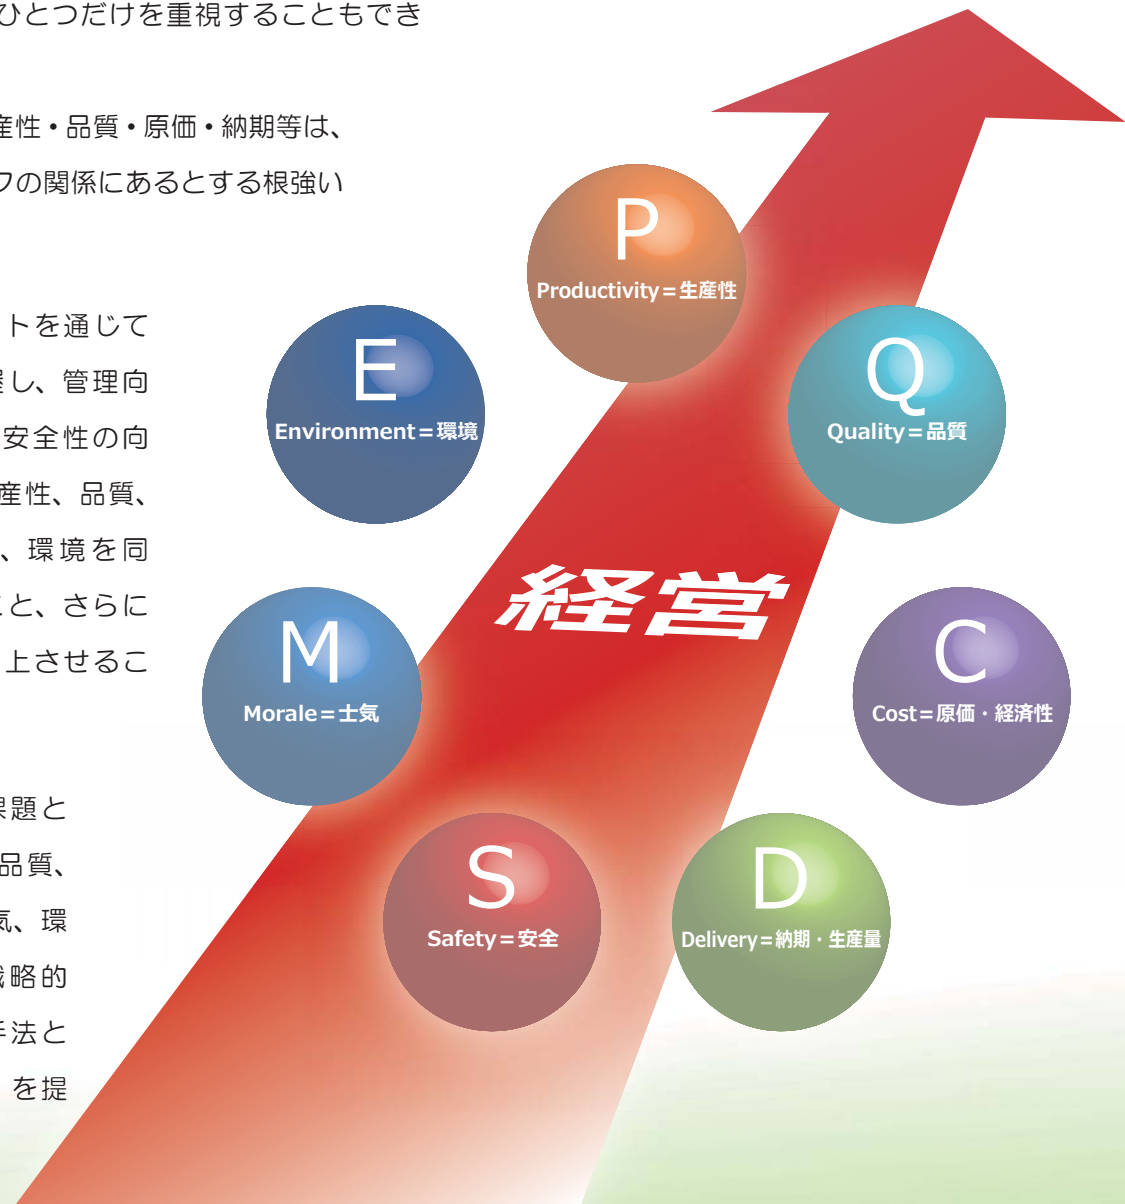 ひとつだけを重視することもでき
産性・品質・原価・納期等は、
フの関係にあるとする根強い
トを通じて
握し、管理向
安全性の向
産性、品質、
、環境を同
こと、さらに
上させるこ
課題と
品質、
気、環
戦略的
手法と
を提
P
Productivity=生産性
E
Environment=環境
Q
Quality=品質
経営
M
Morale=士気
C
Cost=原価・経済性
S
Safety=安全
D
Delivery=納期・生産量